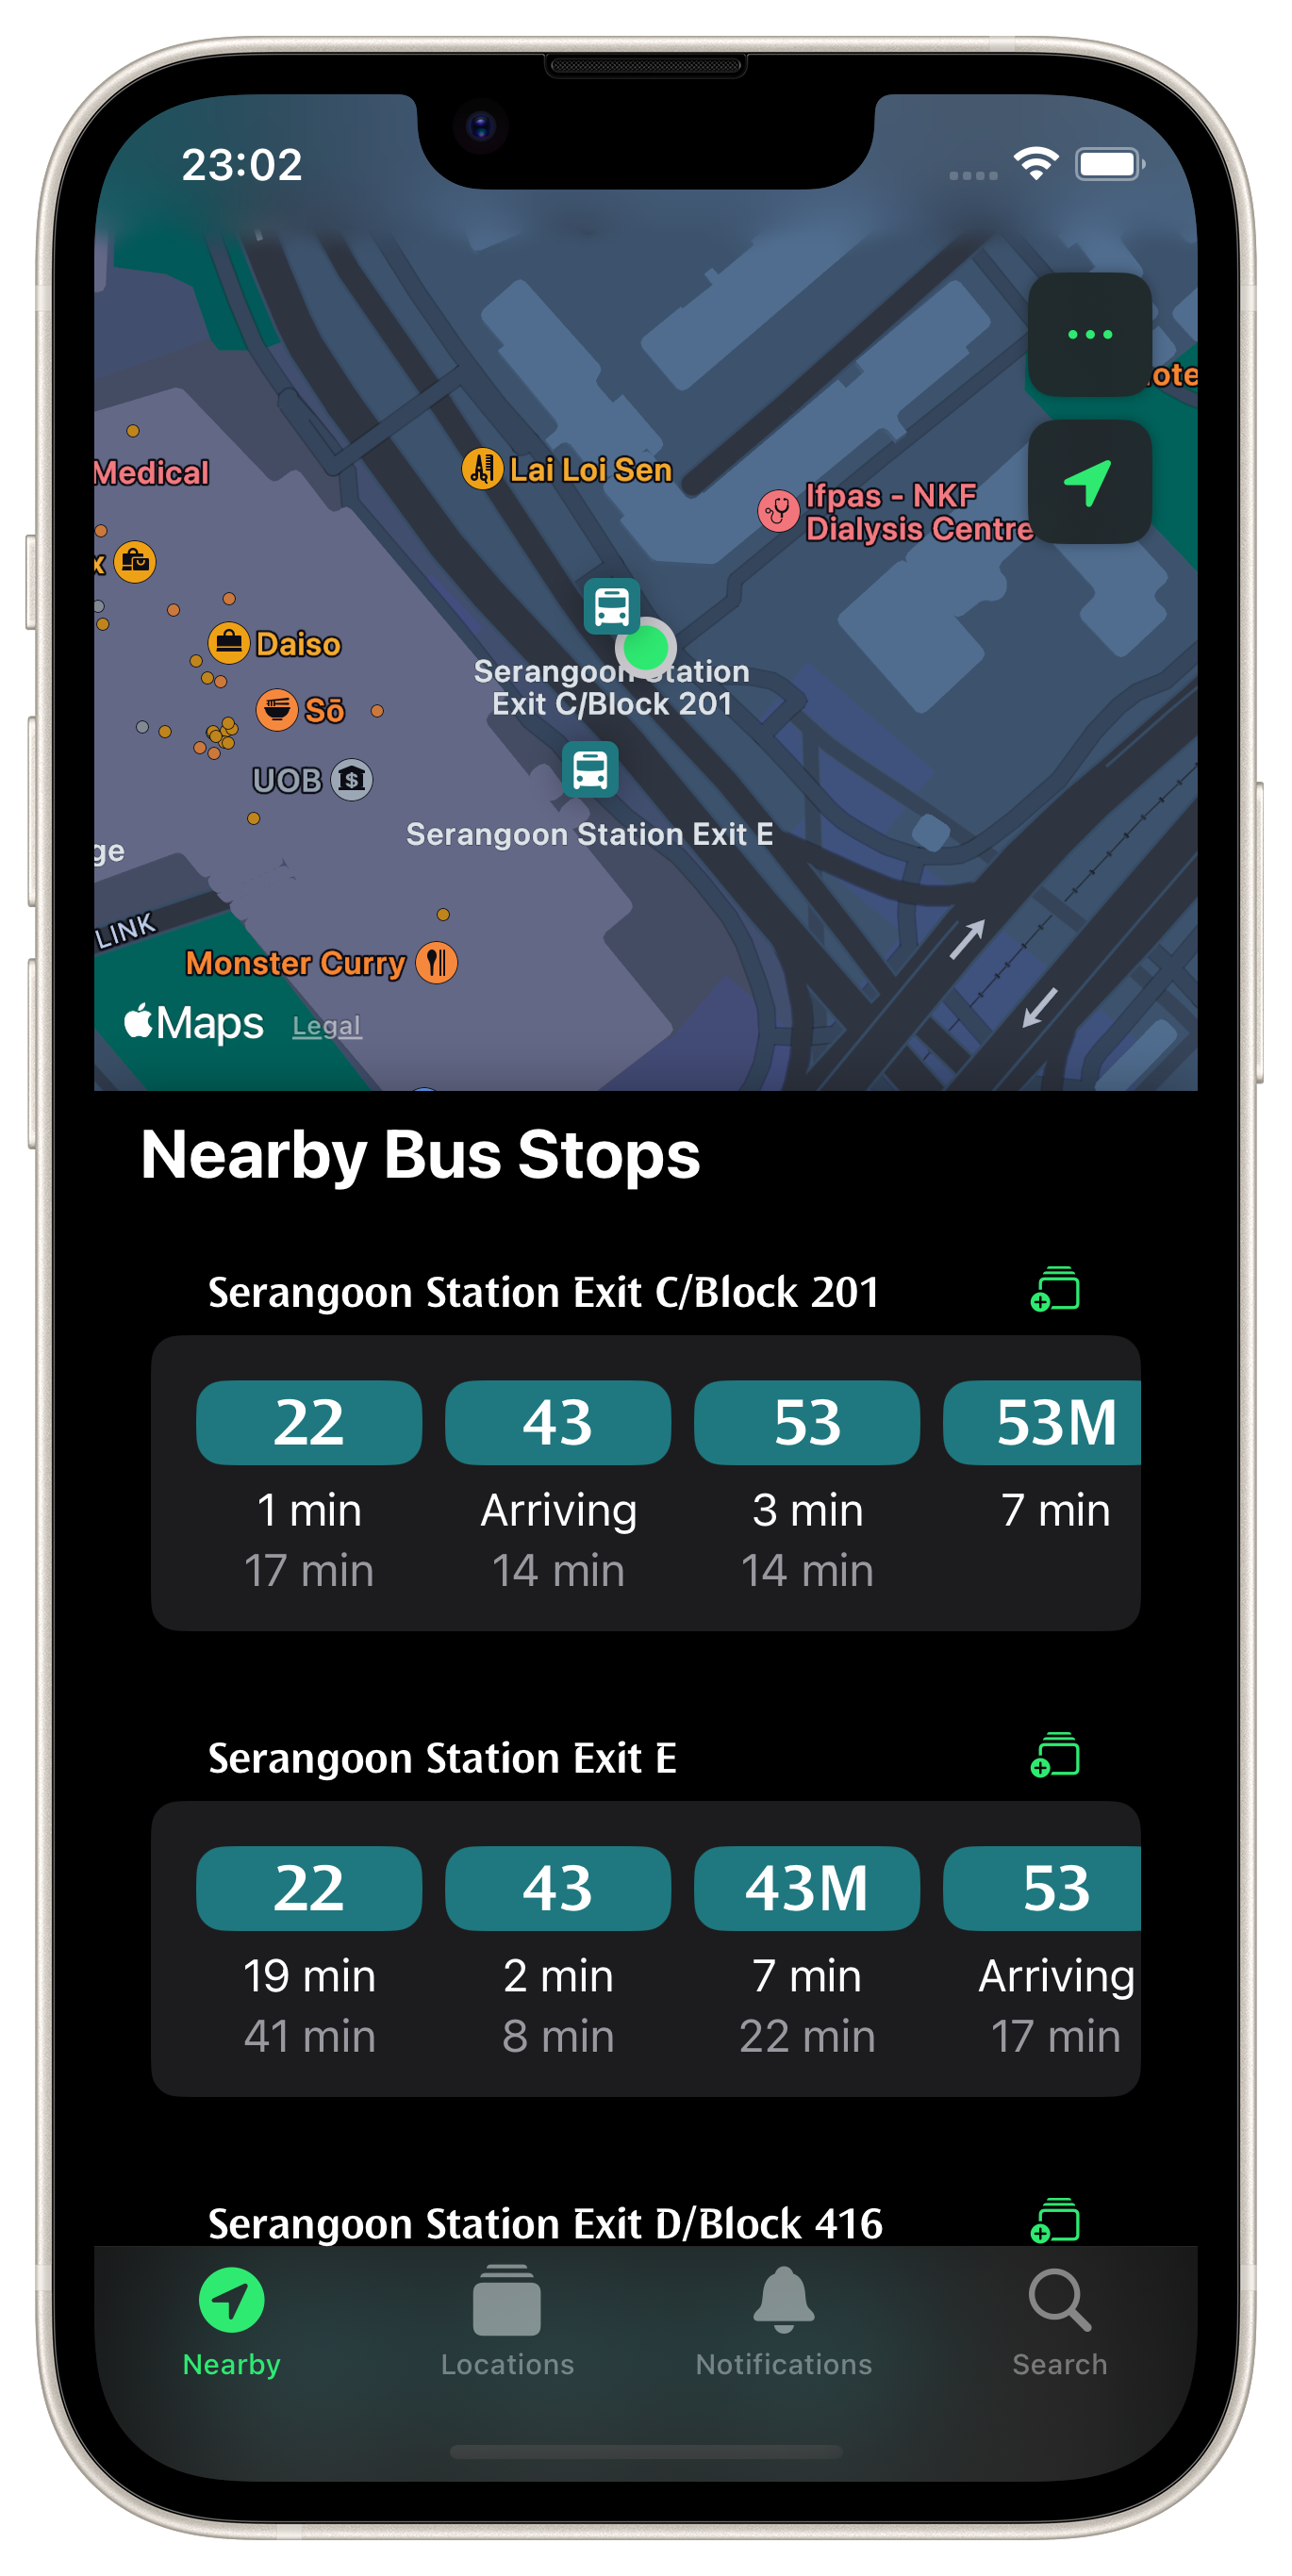 23:02
ote
Medical
Lai Loi Sen
Ifpas - NKF
Dialysis Centre
x
Daiso
Serangoon Station
Exit C/Block 201
Sō
UOB
Serangoon Station Exit E
ge
LINK
Monster Curry
Maps Legal
Nearby Bus Stops
Serangoon Station Exit C/Block 201
22 43 53 53M
1 min Arriving 3 min 7 min
17 min 14 min 14 min
Serangoon Station Exit E
22 43 43M 53
19 min 2 min 7 min Arriving
41 min 8 min 22 min 17 min
Serangoon Station Exit D/Block 416
Nearby Locations Notifications Search